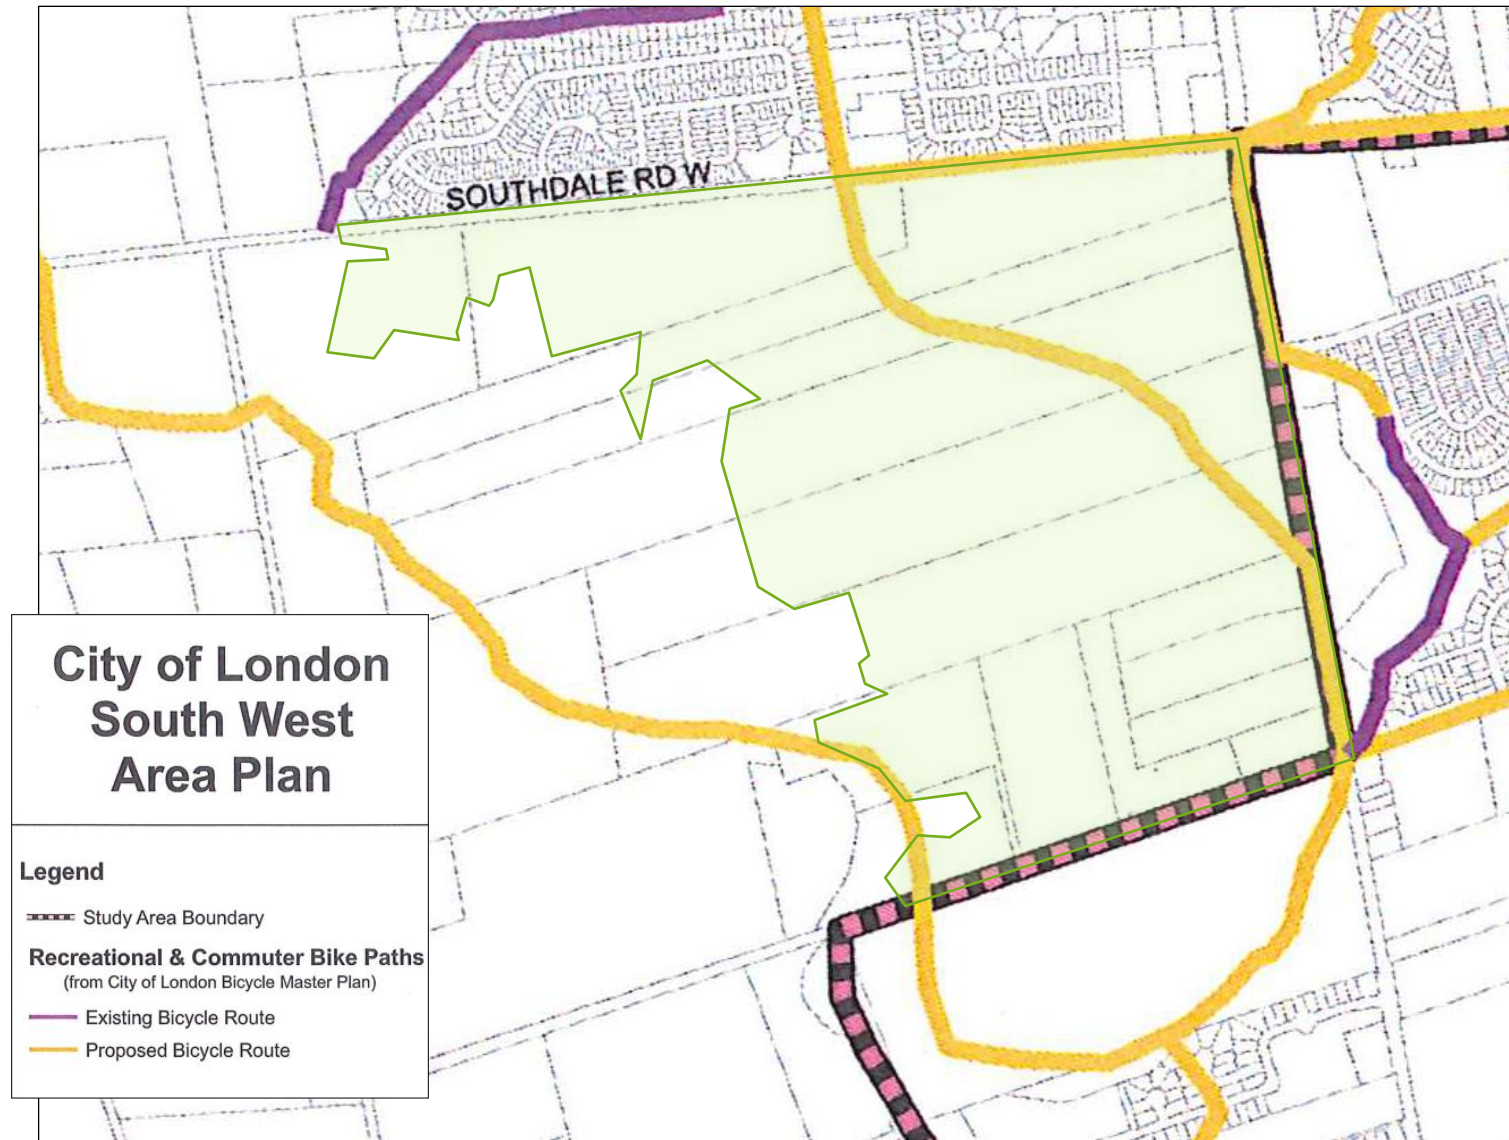 SOUTHDALE RD W
City of London
South West
Area Plan
Legend
Study Area Boundary
Recreational & Commuter Bike Paths
(from City of London Bicycle Master Plan)
Existing Bicycle Route
Proposed Bicycle Route